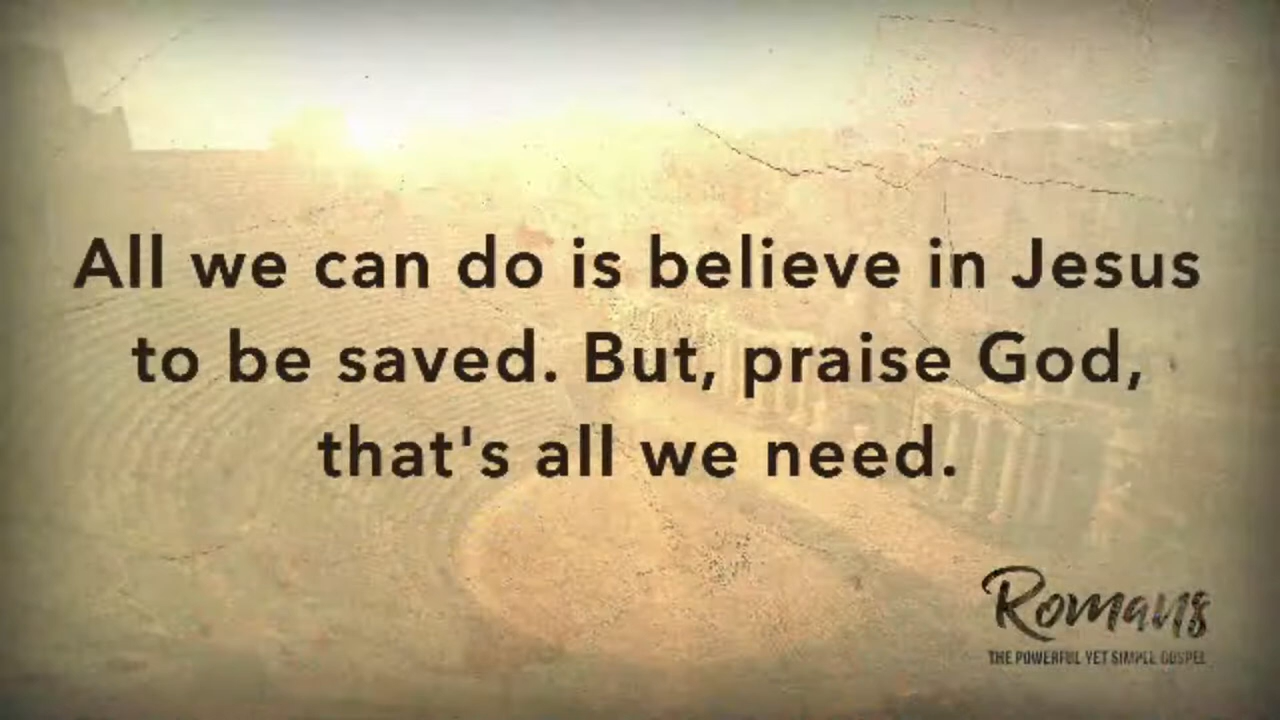 All we can do is believe in Jesus
to be saved. But, praise God,
that's all we need.
Romans
THE POWERFUL YET SIMPLE GOSPEL